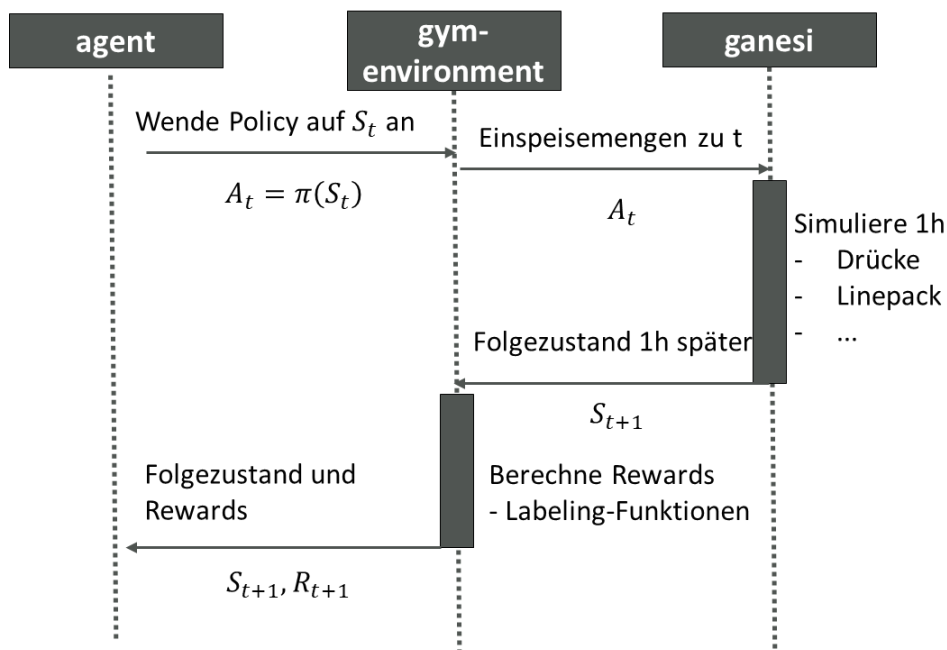 agent
gym-
environment
ganesi
Wende Policy auf S_t an
A_t = π(S_t)
Einspeisemengen zu t
A_t
Simuliere 1h
- Drücke
- Linepack
- ...
Folgezustand 1h später
S_{t+1}
Berechne Rewards
- Labeling-Funktionen
Folgezustand und
Rewards
S_{t+1}, R_{t+1}